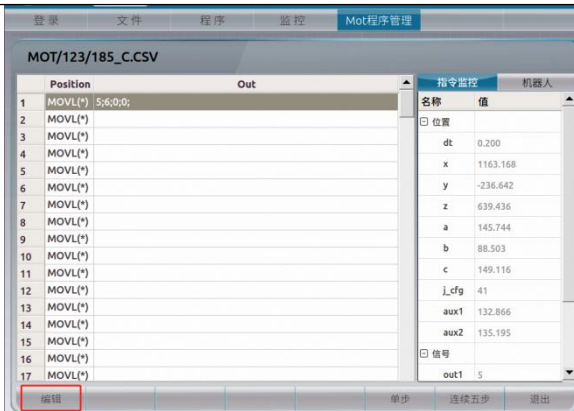 登录 文件 程序 监控 Mot程序管理
MOT/123/185_C.CSV
Position Out
1 MOVL(*) 5;6;0;0;
2 MOVL(*)
3 MOVL(*)
4 MOVL(*)
5 MOVL(*)
6 MOVL(*)
7 MOVL(*)
8 MOVL(*)
9 MOVL(*)
10 MOVL(*)
11 MOVL(*)
12 MOVL(*)
13 MOVL(*)
14 MOVL(*)
15 MOVL(*)
16 MOVL(*)
17 MOVL(*)
指令监控 机器人
名称 值
位置
dt 0.200
x 1163.168
y -236.642
z 639.436
a 145.744
b 88.503
c 149.116
j_cfg 41
aux1 132.866
aux2 135.195
信号
out1 5
编辑 单步 连续五步 退出